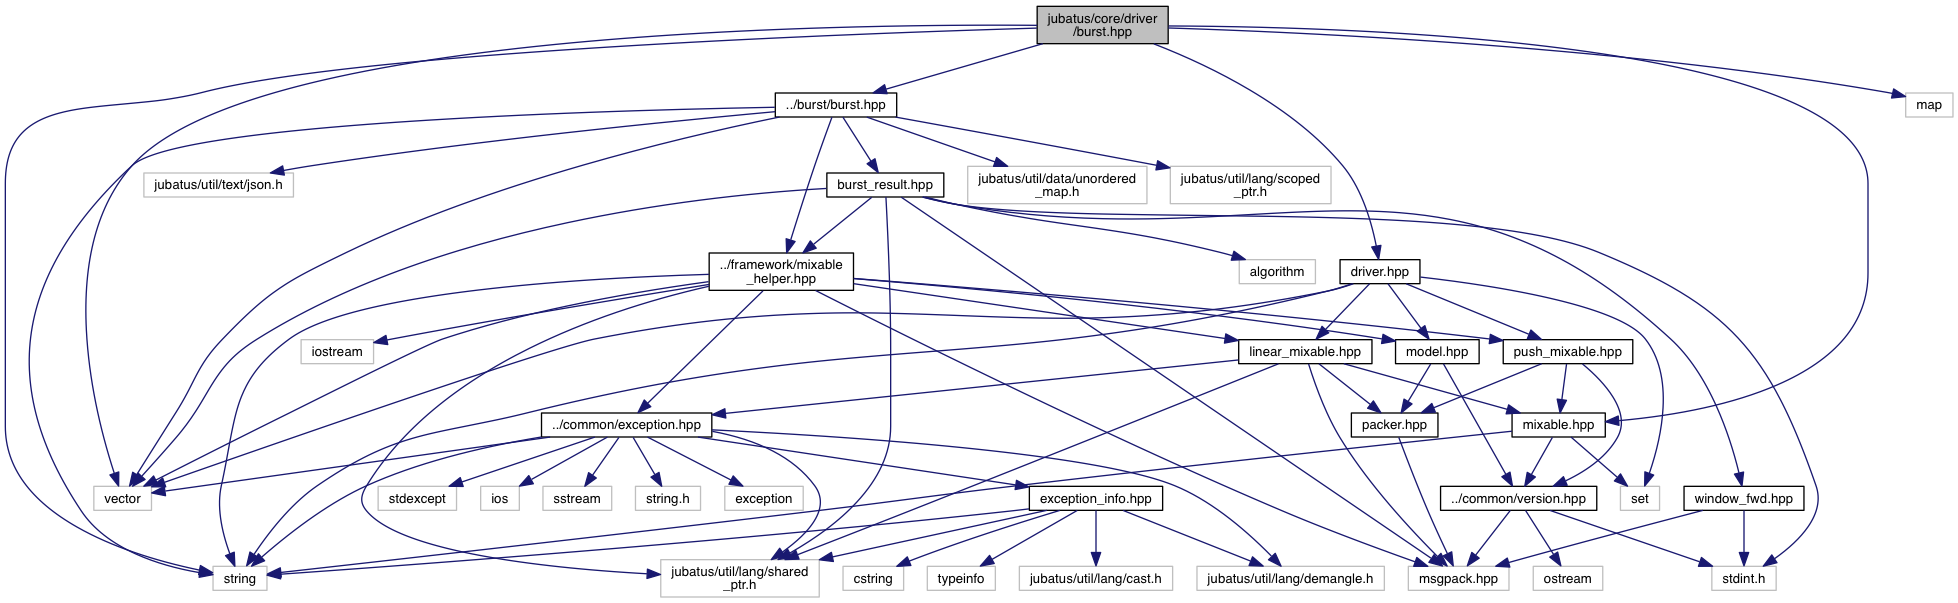 jubatus/core/driver
/burst.hpp
../burst/burst.hpp
map
jubatus/util/text/json.h
burst_result.hpp
jubatus/util/data/unordered
_map.h
jubatus/util/lang/scoped
_ptr.h
../framework/mixable
_helper.hpp
algorithm
driver.hpp
iostream
linear_mixable.hpp
model.hpp
push_mixable.hpp
../common/exception.hpp
packer.hpp
mixable.hpp
vector
stdexcept
ios
sstream
string.h
exception
exception_info.hpp
../common/version.hpp
set
window_fwd.hpp
string
jubatus/util/lang/shared
_ptr.h
cstring
typeinfo
jubatus/util/lang/cast.h
jubatus/util/lang/demangle.h
msgpack.hpp
ostream
stdint.h